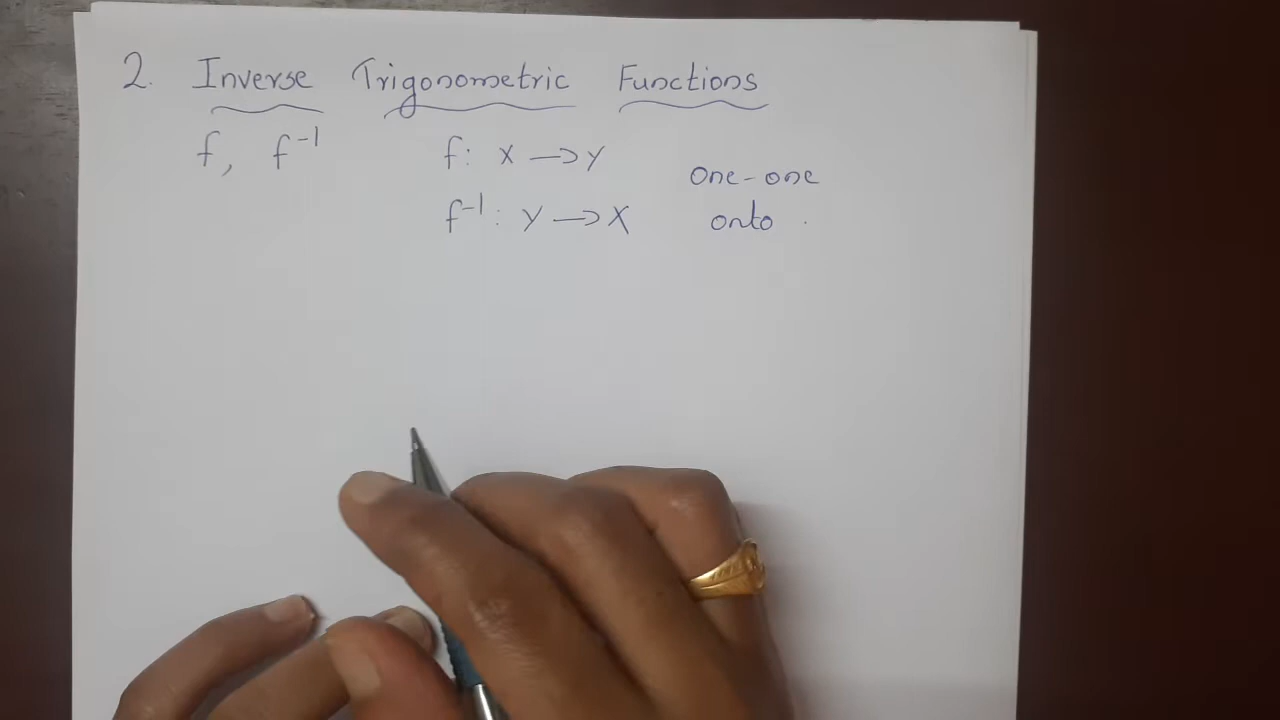 2. Inverse Trigonometric Functions
f, f⁻¹ f: X → Y
one-one
f⁻¹: Y → X onto